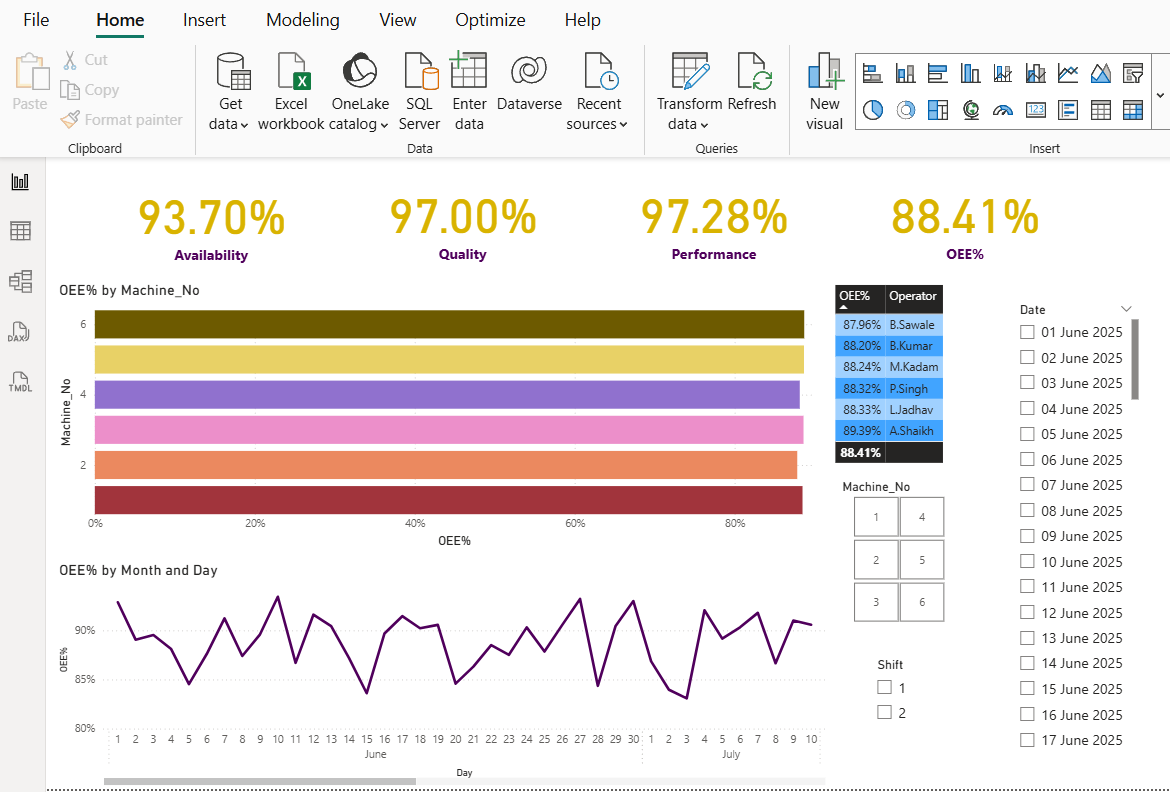 File Home Insert Modeling View Optimize Help
Paste
Cut
Copy
Format painter
Clipboard
Get data
Excel workbook
OneLake catalog
SQL Server
Enter data
Dataverse
Recent sources
Data
Transform data
Refresh
Queries
New visual
123
Insert
DAX
TMDL
93.70%
Availability
97.00%
Quality
97.28%
Performance
88.41%
OEE%
OEE% by Machine_No
Machine_No
6
4
2
0% 20% 40% 60% 80%
OEE%
OEE% Operator
87.96% B.Sawale
88.20% B.Kumar
88.24% M.Kadam
88.32% P.Singh
88.33% L.Jadhav
89.39% A.Shaikh
88.41%
Machine_No
1 4
2 5
3 6
Shift
1
2
Date
01 June 2025
02 June 2025
03 June 2025
04 June 2025
05 June 2025
06 June 2025
07 June 2025
08 June 2025
09 June 2025
10 June 2025
11 June 2025
12 June 2025
13 June 2025
14 June 2025
15 June 2025
16 June 2025
17 June 2025
OEE% by Month and Day
OEE%
90%
85%
80%
1 2 3 4 5 6 7 8 9 10 11 12 13 14 15 16 17 18 19 20 21 22 23 24 25 26 27 28 29 30 1 2 3 4 5 6 7 8 9 10
June July
Day